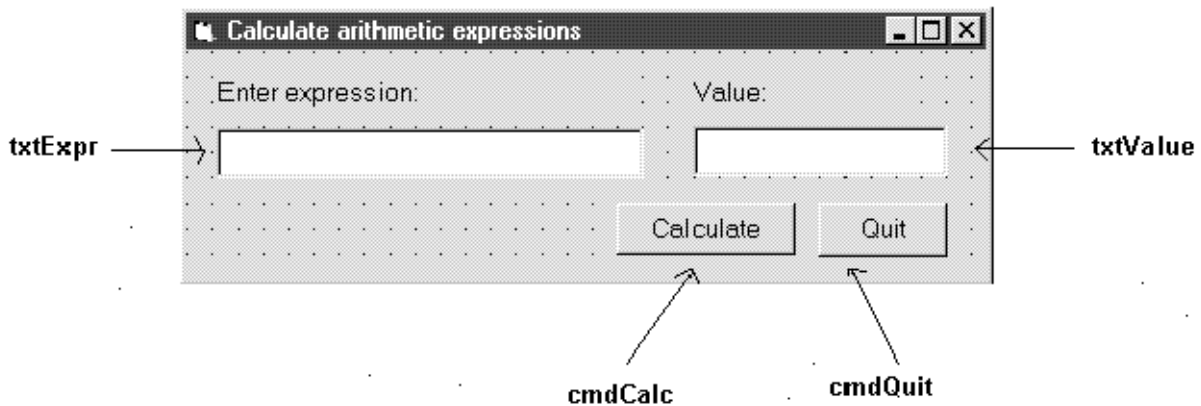 Calculate arithmetic expressions
Enter expression: Value:
txtExpr txtValue
Calculate Quit
cmdCalc cmdQuit